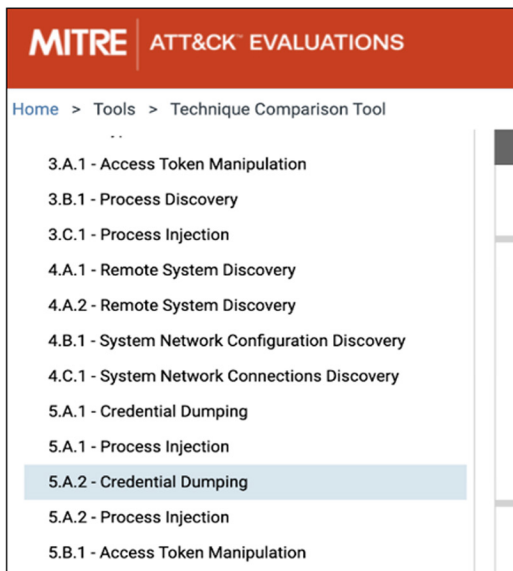 MITRE ATT&CK™ EVALUATIONS
Home > Tools > Technique Comparison Tool
3.A.1 - Access Token Manipulation
3.B.1 - Process Discovery
3.C.1 - Process Injection
4.A.1 - Remote System Discovery
4.A.2 - Remote System Discovery
4.B.1 - System Network Configuration Discovery
4.C.1 - System Network Connections Discovery
5.A.1 - Credential Dumping
5.A.1 - Process Injection
5.A.2 - Credential Dumping
5.A.2 - Process Injection
5.B.1 - Access Token Manipulation